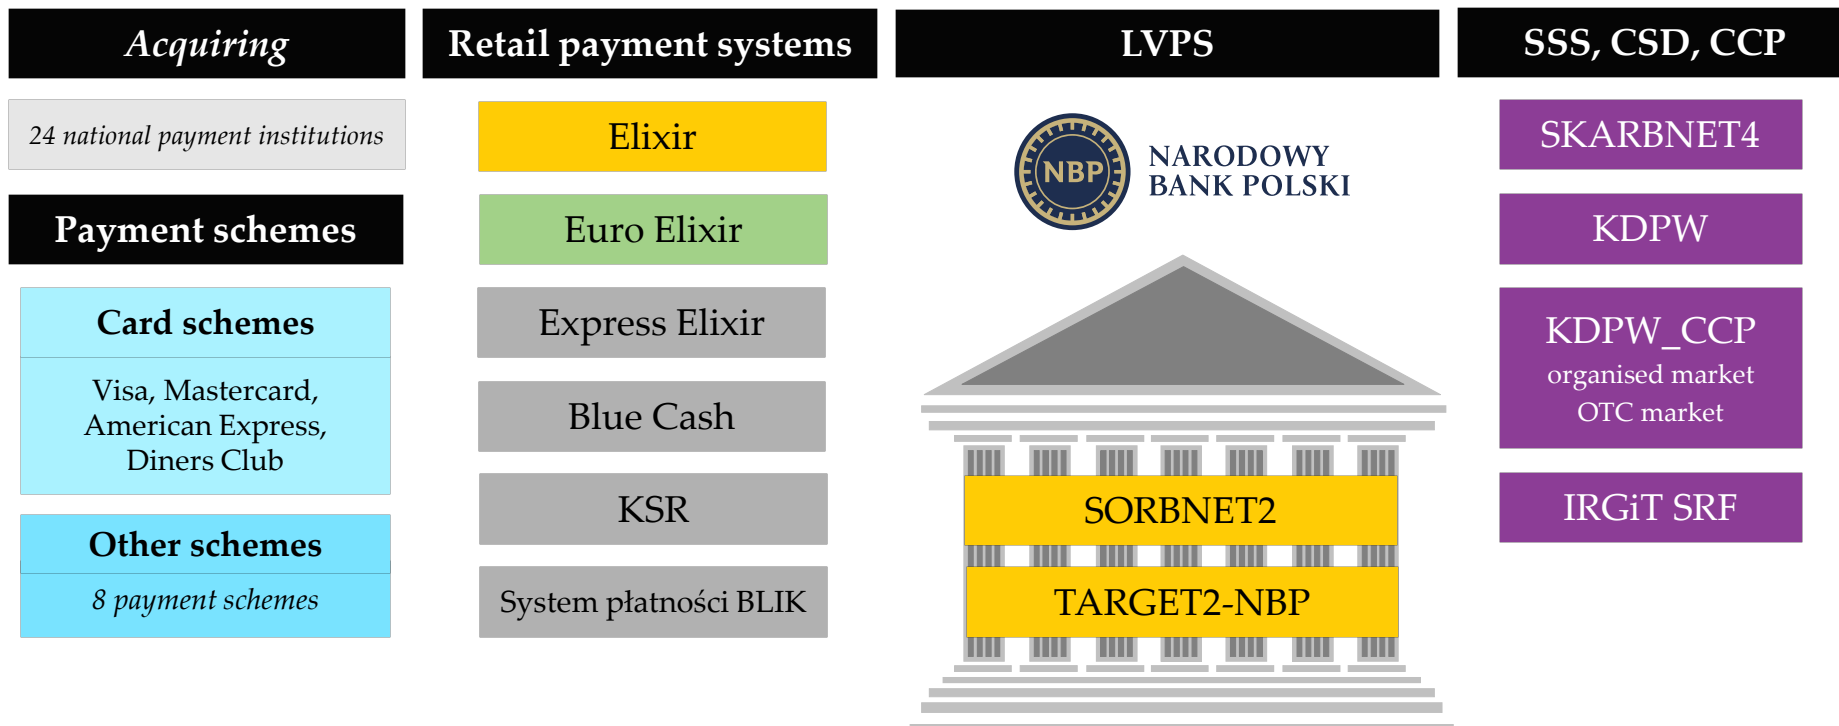 Acquiring
24 national payment institutions
Payment schemes
Card schemes
Visa, Mastercard,
American Express,
Diners Club
Other schemes
8 payment schemes
Retail payment systems
Elixir
Euro Elixir
Express Elixir
Blue Cash
KSR
System płatności BLIK
LVPS
NBP
NARODOWY
BANK POLSKI
SORBNET2
TARGET2-NBP
SSS, CSD, CCP
SKARBNET4
KDPW
KDPW_CCP
organised market
OTC market
IRGiT SRF